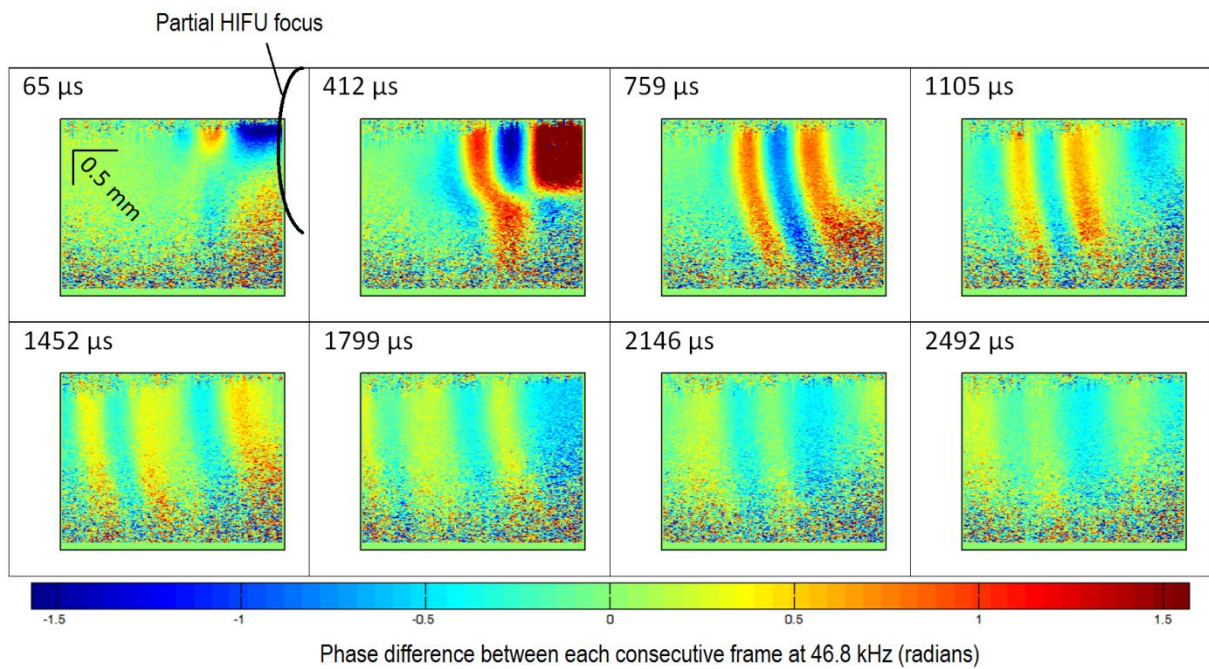 Partial HIFU focus
65 µs
412 µs
759 µs
1105 µs
0.5 mm
1452 µs
1799 µs
2146 µs
2492 µs
-1.5 -1 -0.5 0 0.5 1 1.5
Phase difference between each consecutive frame at 46.8 kHz (radians)